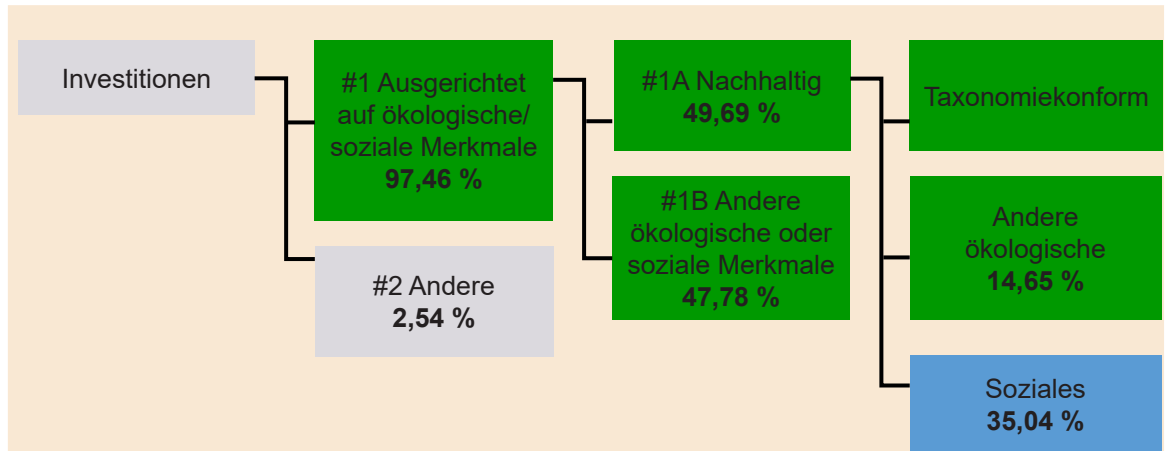 Investitionen
#1 Ausgerichtet
auf ökologische/
soziale Merkmale
97,46 %
#2 Andere
2,54 %
#1A Nachhaltig
49,69 %
#1B Andere
ökologische oder
soziale Merkmale
47,78 %
Taxonomiekonform
Andere
ökologische
14,65 %
Soziales
35,04 %